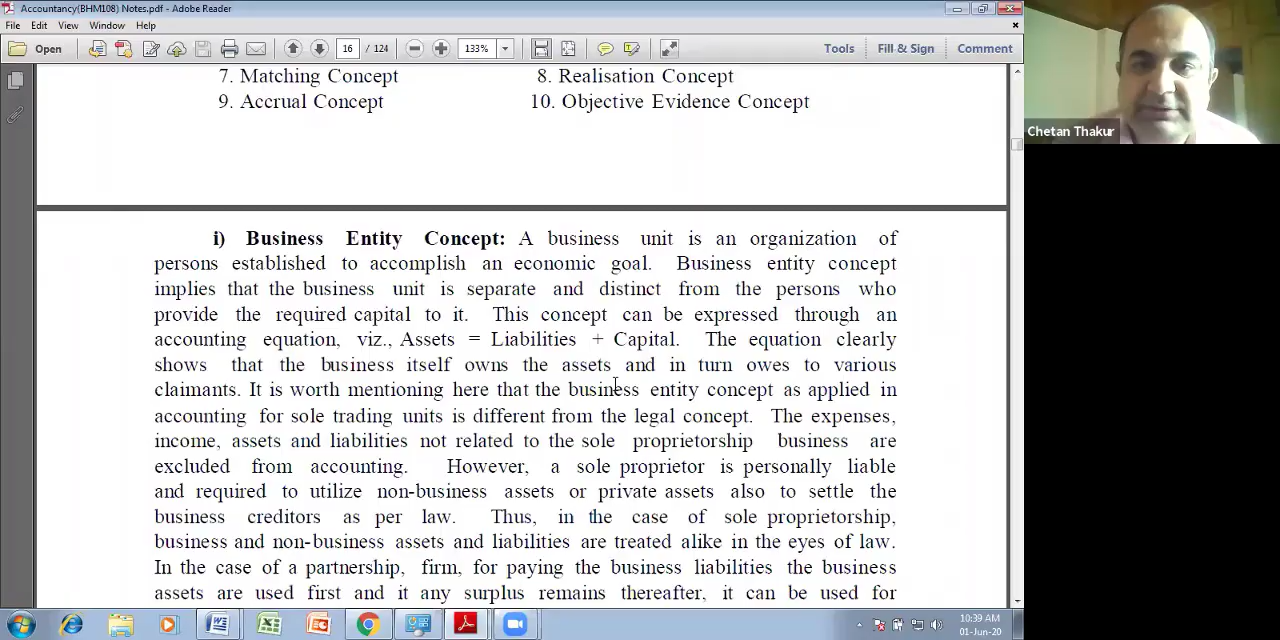 Accountancy(BHM108) Notes.pdf - Adobe Reader
File Edit View Window Help
Open 16 / 124 133% Tools Fill & Sign Comment
7. Matching Concept 8. Realisation Concept
9. Accrual Concept 10. Objective Evidence Concept
Chetan Thakur
i) Business Entity Concept: A business unit is an organization of
persons established to accomplish an economic goal. Business entity concept
implies that the business unit is separate and distinct from the persons who
provide the required capital to it. This concept can be expressed through an
accounting equation, viz., Assets = Liabilities + Capital. The equation clearly
shows that the business itself owns the assets and in turn owes to various
claimants. It is worth mentioning here that the business entity concept as applied in
accounting for sole trading units is different from the legal concept. The expenses,
income, assets and liabilities not related to the sole proprietorship business are
excluded from accounting. However, a sole proprietor is personally liable
and required to utilize non-business assets or private assets also to settle the
business creditors as per law. Thus, in the case of sole proprietorship,
business and non-business assets and liabilities are treated alike in the eyes of law.
In the case of a partnership, firm, for paying the business liabilities the business
assets are used first and it any surplus remains thereafter, it can be used for
10:39 AM
01-Jun-20